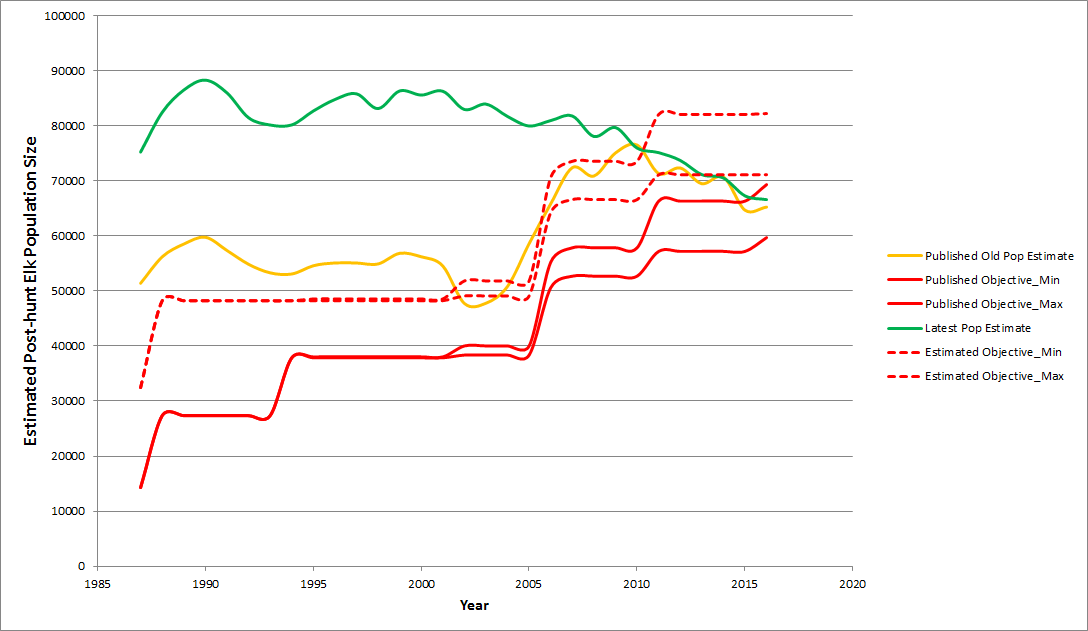 100000
90000
80000
70000
60000
50000
40000
30000
20000
10000
0
Estimated Post-hunt Elk Population Size
1985
1990
1995
2000
2005
2010
2015
2020
Year
Published Old Pop Estimate
Published Objective_Min
Published Objective_Max
Latest Pop Estimate
Estimated Objective_Min
Estimated Objective_Max